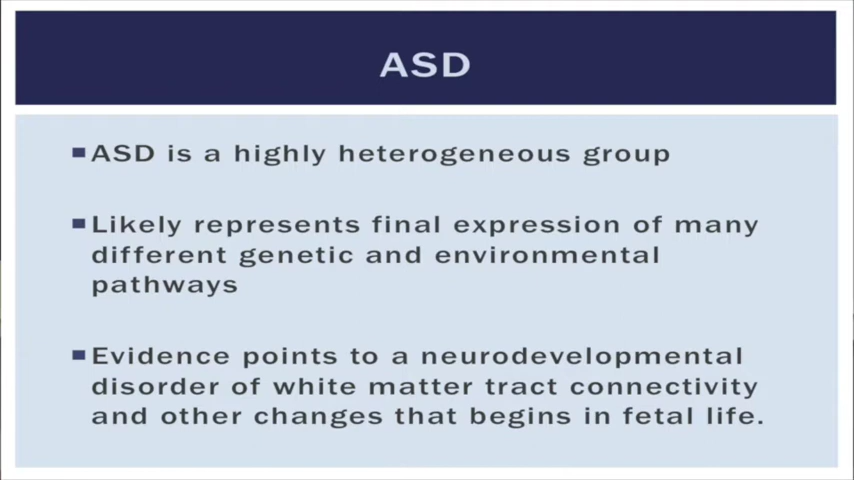 ASD
ASD is a highly heterogeneous group
Likely represents final expression of many
different genetic and environmental
pathways
Evidence points to a neurodevelopmental
disorder of white matter tract connectivity
and other changes that begins in fetal life.